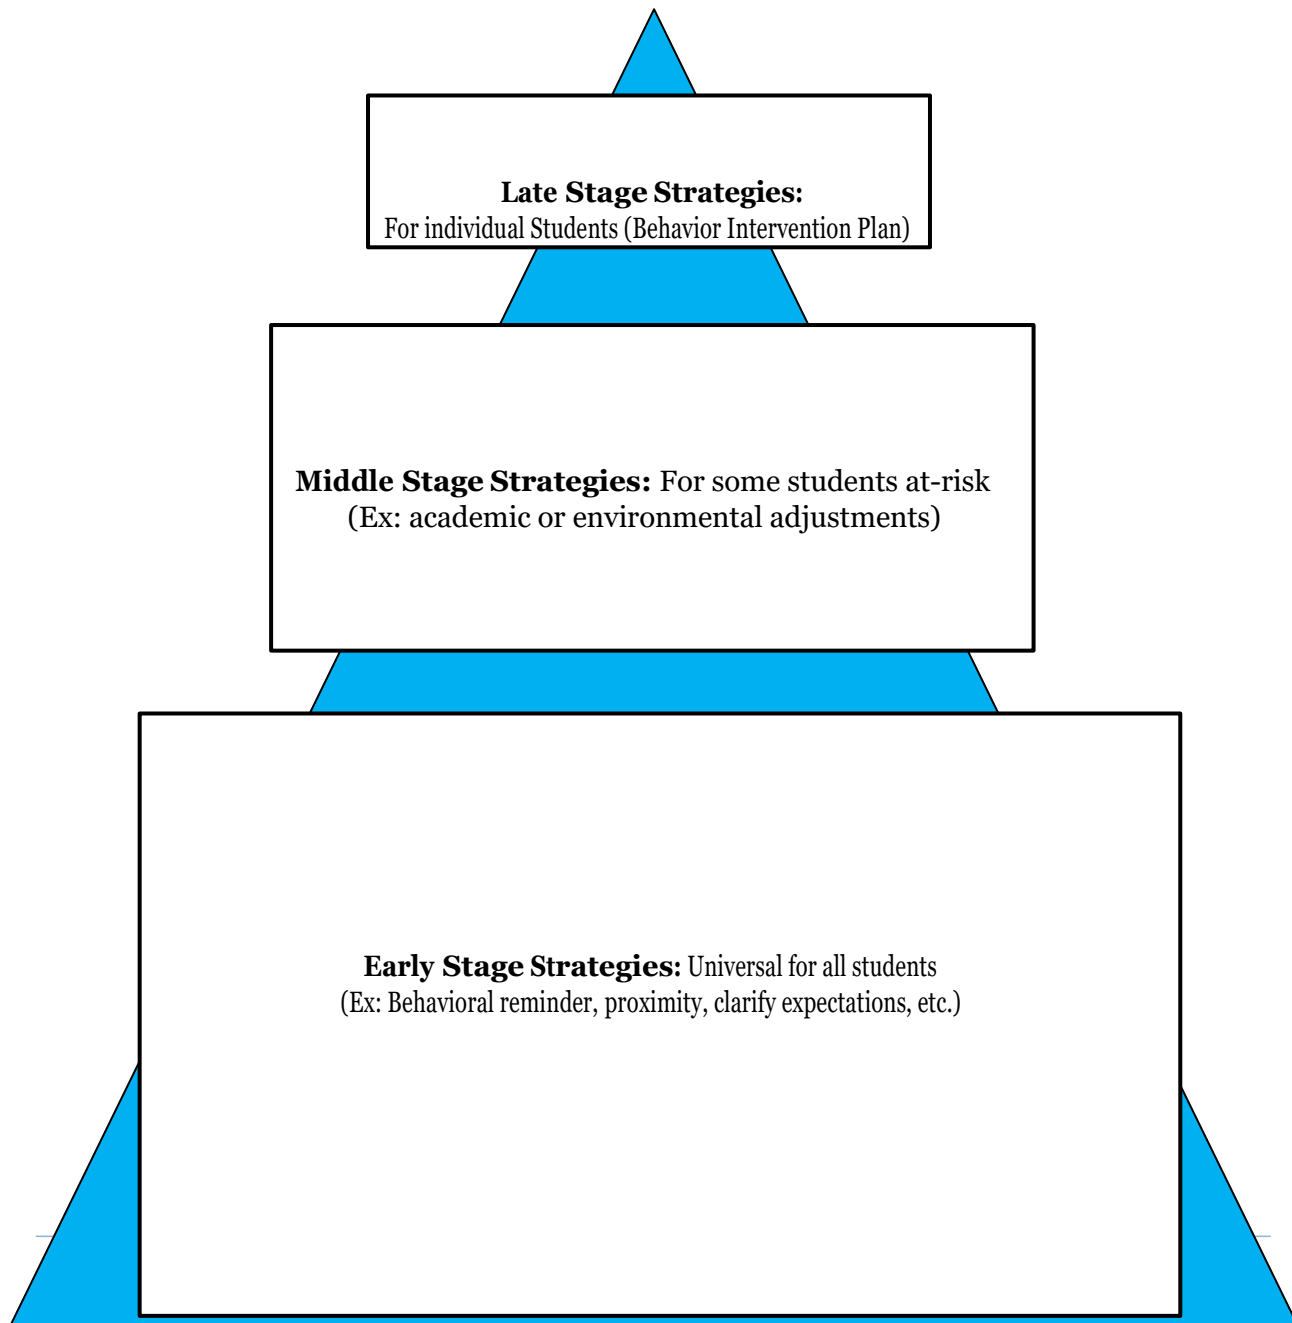 Late Stage Strategies:
For individual Students (Behavior Intervention Plan)
Middle Stage Strategies: For some students at-risk
(Ex: academic or environmental adjustments)
Early Stage Strategies: Universal for all students
(Ex: Behavioral reminder, proximity, clarify expectations, etc.)